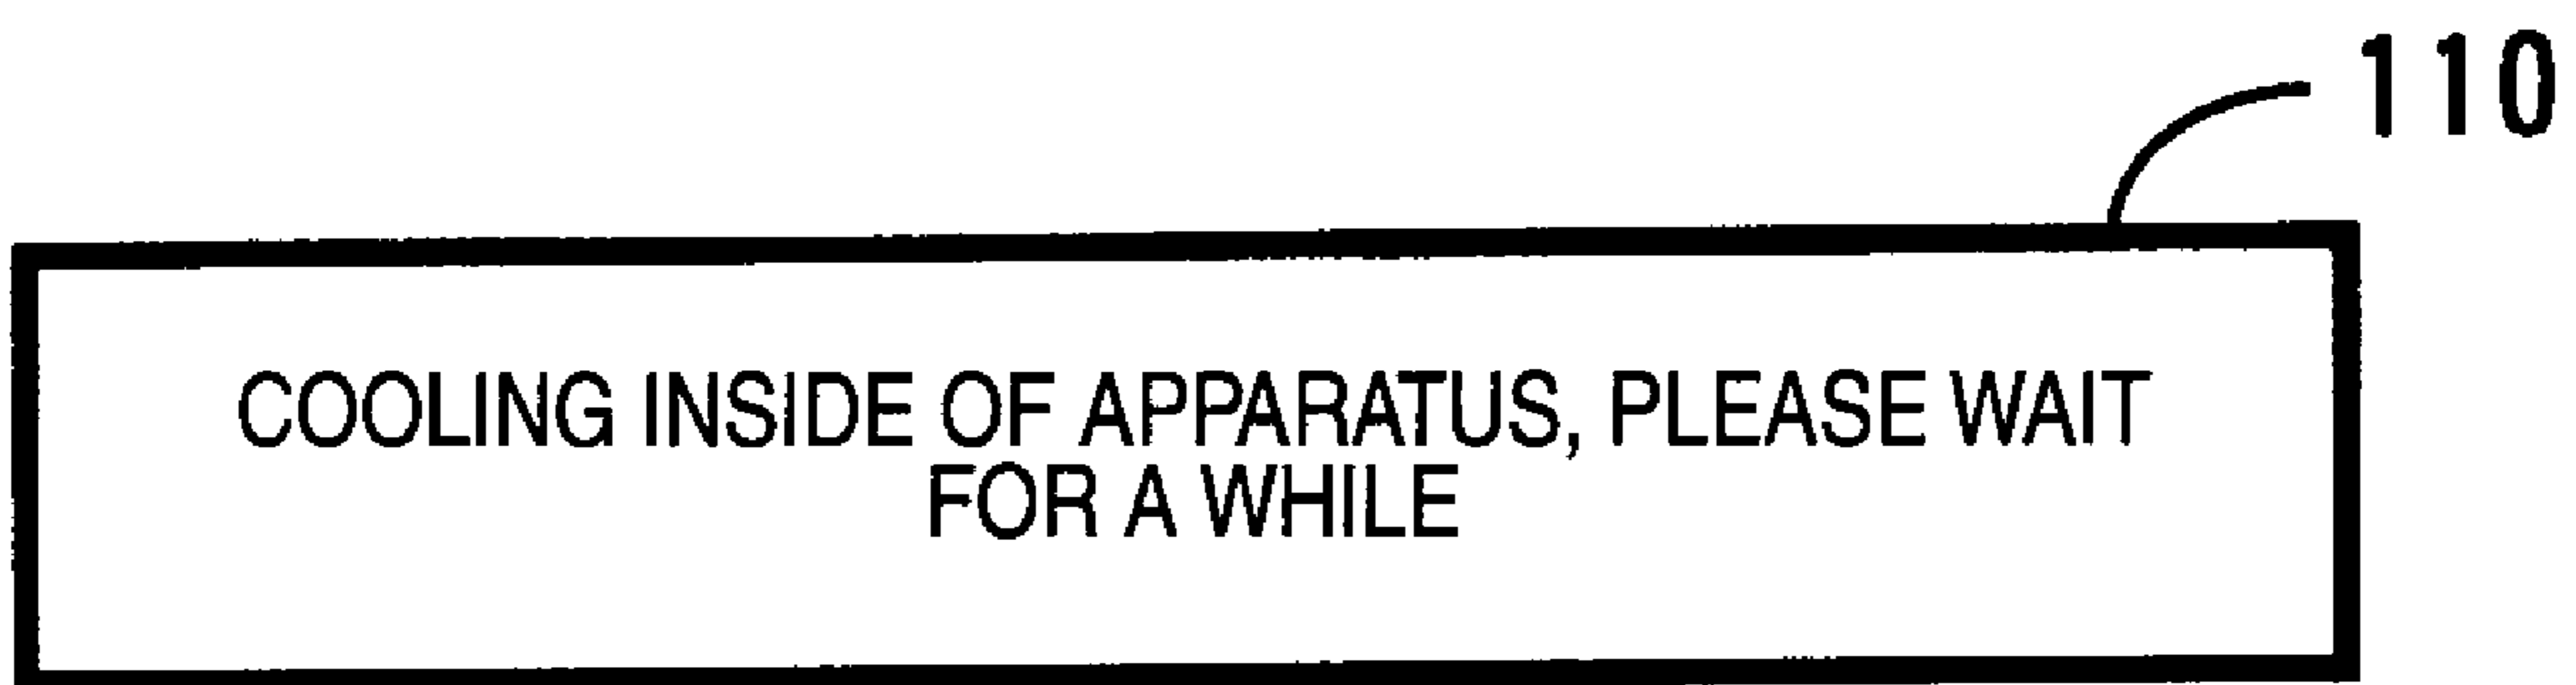 110
COOLING INSIDE OF APPARATUS, PLEASE WAIT
FOR A WHILE